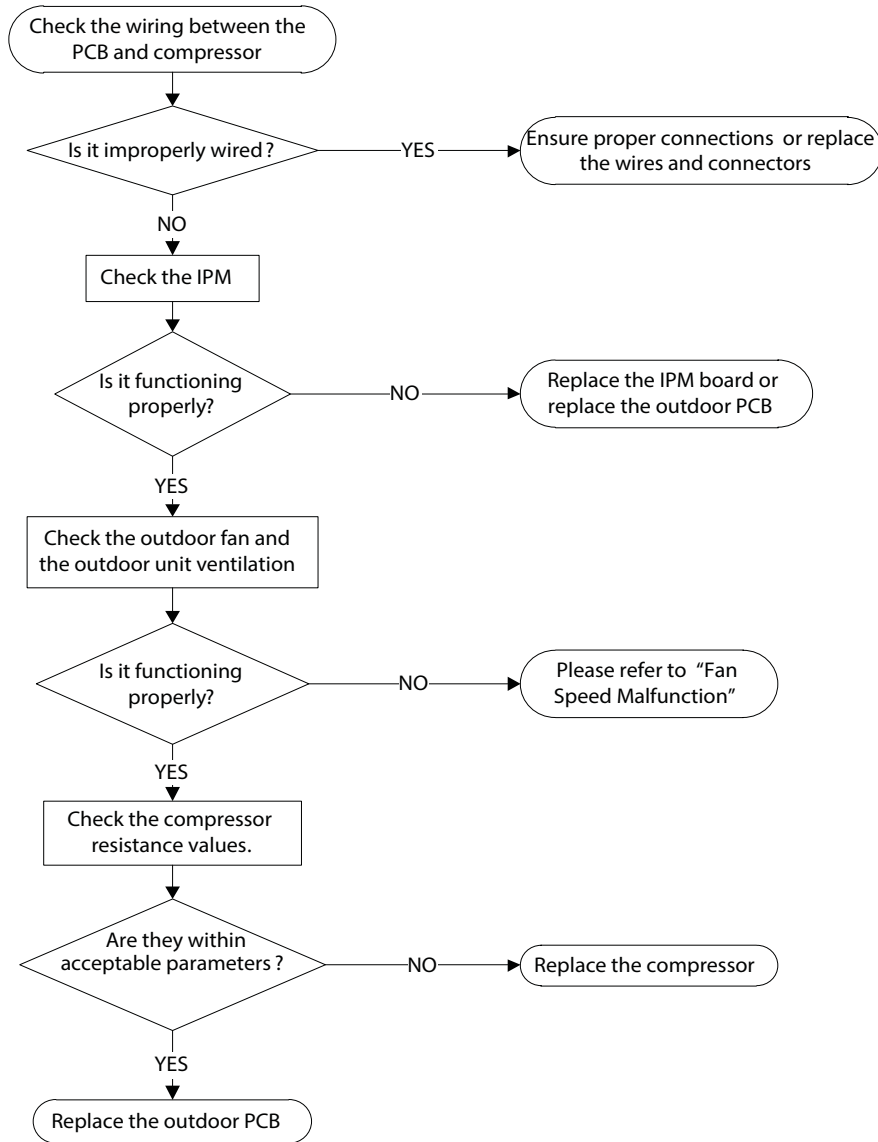 Check the wiring between the
PCB and compressor
Is it improperly wired?
YES
Ensure proper connections or replace
the wires and connectors
NO
Check the IPM
Is it functioning
properly?
NO
Replace the IPM board or
replace the outdoor PCB
YES
Check the outdoor fan and
the outdoor unit ventilation
Is it functioning
properly?
NO
Please refer to "Fan
Speed Malfunction"
YES
Check the compressor
resistance values.
Are they within
acceptable parameters?
NO
Replace the compressor
YES
Replace the outdoor PCB